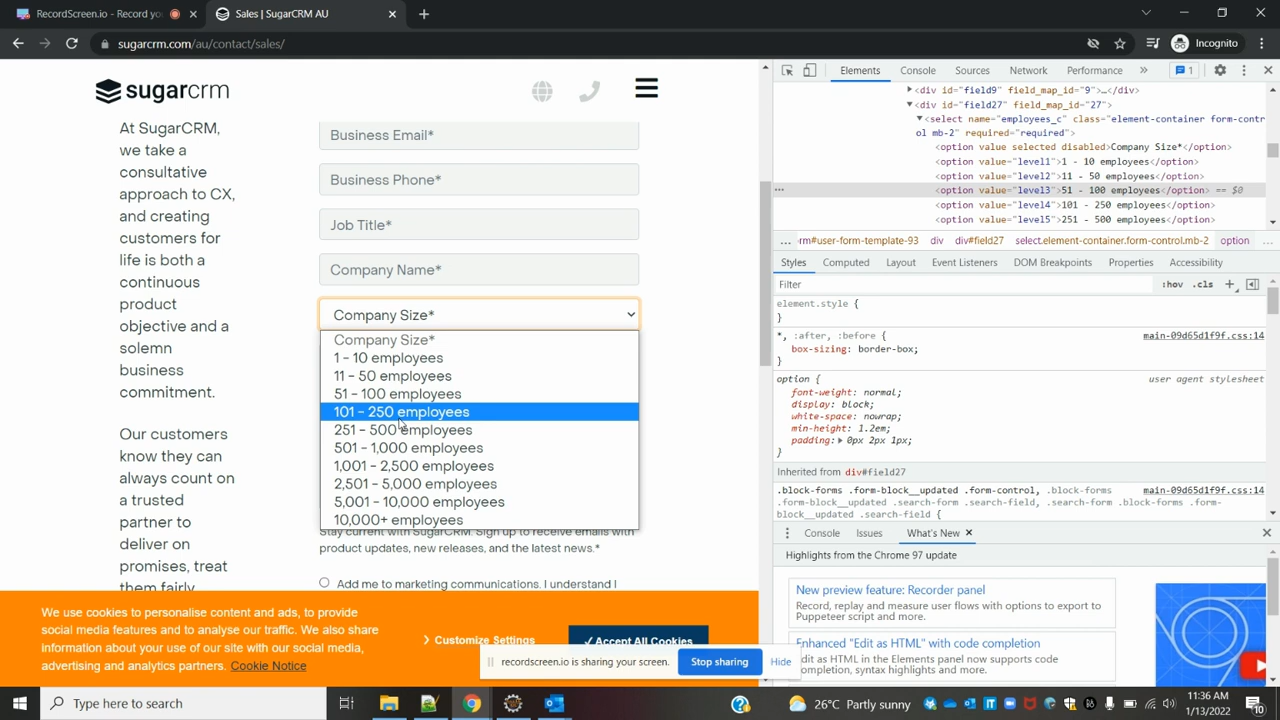 RecordScreen.io - Record yo
Sales | SugarCRM AU
sugarcrm.com/au/contact/sales/
Incognito
sugarcrm
At SugarCRM,
we take a
consultative
approach to CX,
and creating
customers for
life is both a
continuous
product
objective and a
solemn
business
commitment.
Our customers
know they can
always count on
a trusted
partner to
deliver on
promises, treat
them fairly
Business Email*
Business Phone*
Job Title*
Company Name*
Company Size*
Company Size*
1 - 10 employees
11 - 50 employees
51 - 100 employees
101 - 250 employees
251 - 500 employees
501 - 1,000 employees
1,001 - 2,500 employees
2,501 - 5,000 employees
5,001 - 10,000 employees
10,000+ employees
Stay current with SugarCRM. Sign up to receive emails with
product updates, new releases, and the latest news.*
Add me to marketing communications. I understand I
We use cookies to personalise content and ads, to provide
social media features and to analyse our traffic. We also share
information about your use of our site with our social media,
advertising and analytics partners. Cookie Notice
Customize Settings
✓Accept All Cookies
recordscreen.io is sharing your screen.
Stop sharing
Hide
Elements Console Sources Network Performance » 1
<div id="field9" field_map_id="9">…</div>
<div id="field27" field_map_id="27">
<select name="employees_c" class="element-container form-contr
ol mb-2" required="required">
<option value selected disabled>Company Size*</option>
<option value="level1">1 - 10 employees</option>
<option value="level2">11 - 50 employees</option>
<option value="level3">51 - 100 employees</option> == $0
<option value="level4">101 - 250 employees</option>
<option value="level5">251 - 500 employees</option>
... rm#user-form-template-93 div div#field27 select.element-container.form-control.mb-2 option ...
Styles Computed Layout Event Listeners DOM Breakpoints Properties Accessibility
Filter
:hov .cls +
element.style {
}
*, :after, :before {
main-09d65d1f9f.css:14
box-sizing: border-box;
}
option {
user agent stylesheet
font-weight: normal;
display: block;
white-space: nowrap;
min-height: 1.2em;
padding: 0px 2px 1px;
}
Inherited from div#field27
.block-forms .form-block__updated .form-control, .block-forms
main-09d65d1f9f.css:14
.form-block__updated .search-form .search-field, .search-form .form-
block__updated .search-field {
Console Issues What's New
Highlights from the Chrome 97 update
New preview feature: Recorder panel
Record, replay and measure user flows with options to export to
Puppeteer script and more.
Enhanced "Edit as HTML" with code completion
Edit as HTML in the Elements panel now supports code
completion, syntax highlights and more.
Type here to search
26°C Partly sunny
11:36 AM
1/13/2022